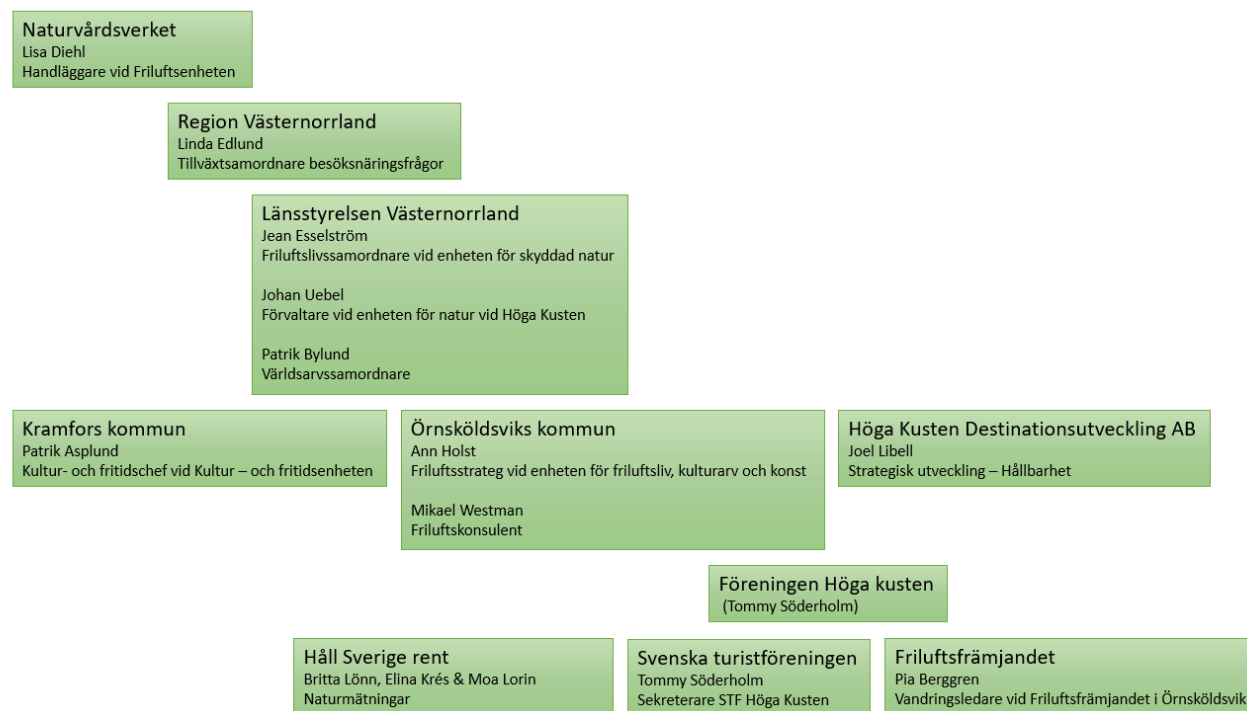 Naturvårdsverket
Lisa Diehl
Handläggare vid Friluftsenheten
Region Västernorrland
Linda Edlund
Tillväxtsamordnare besöksnäringsfrågor
Länsstyrelsen Västernorrland
Jean Esselström
Friluftslivssamordnare vid enheten för skyddad natur
Johan Uebel
Förvaltare vid enheten för natur vid Höga Kusten
Patrik Bylund
Världsarvssamordnare
Kramfors kommun
Patrik Asplund
Kultur- och fritidschef vid Kultur – och fritidsenheten
Örnsköldsviks kommun
Ann Holst
Friluftsstrateg vid enheten för friluftsliv, kulturarv och konst
Mikael Westman
Friluftskonsulent
Höga Kusten Destinationsutveckling AB
Joel Libell
Strategisk utveckling – Hållbarhet
Föreningen Höga kusten
(Tommy Söderholm)
Håll Sverige rent
Britta Lönn, Elina Krés & Moa Lorin
Naturmätningar
Svenska turistföreningen
Tommy Söderholm
Sekreterare STF Höga Kusten
Friluftsfrämjandet
Pia Berggren
Vandringsledare vid Friluftsfrämjandet i Örnsköldsvik